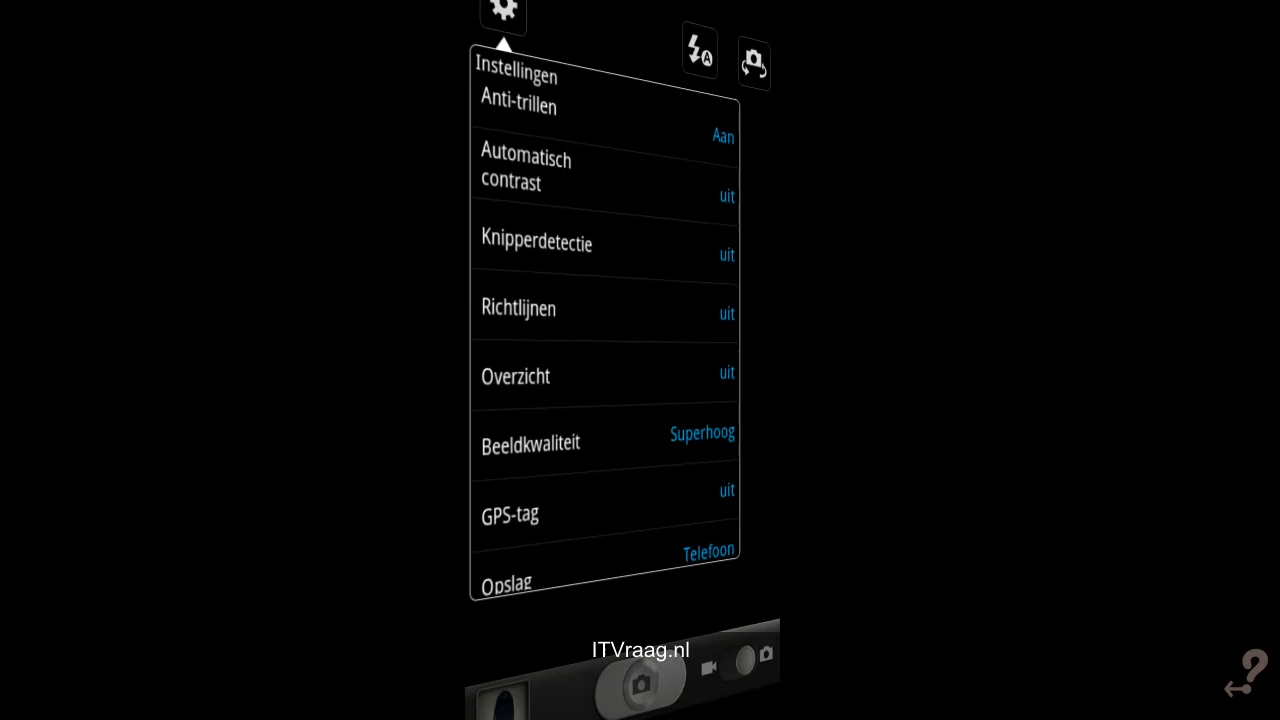 Instellingen
Anti-trillen
Aan
Automatisch
contrast
uit
Knipperdetectie
uit
Richtlijnen
uit
Overzicht
uit
Beeldkwaliteit
Superhoog
GPS-tag
uit
Opslag
Telefoon
ITVraag.nl